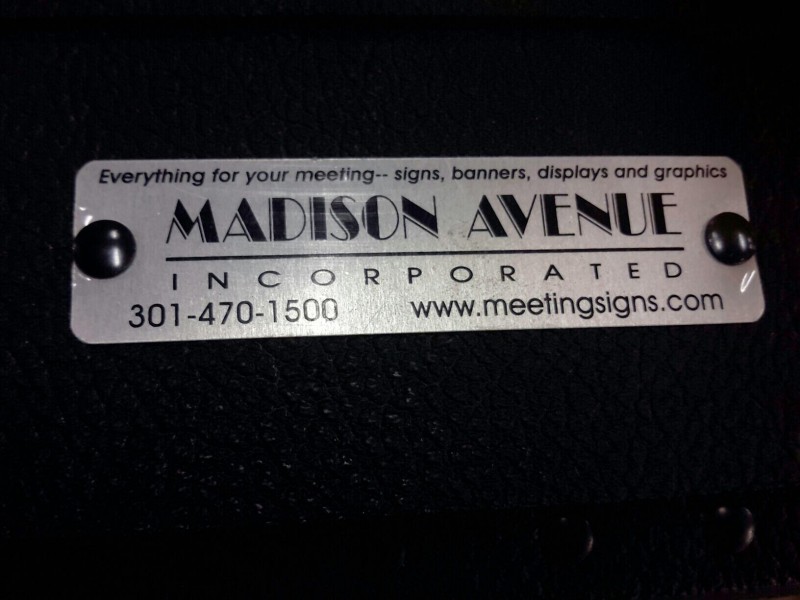 Everything for your meeting-- signs, banners, displays and graphics
MADISON AVENUE
INCORPORATED
301-470-1500 www.meetingsigns.com